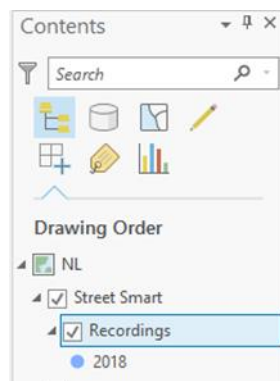 Contents
Search
Drawing Order
NL
Street Smart
Recordings
2018